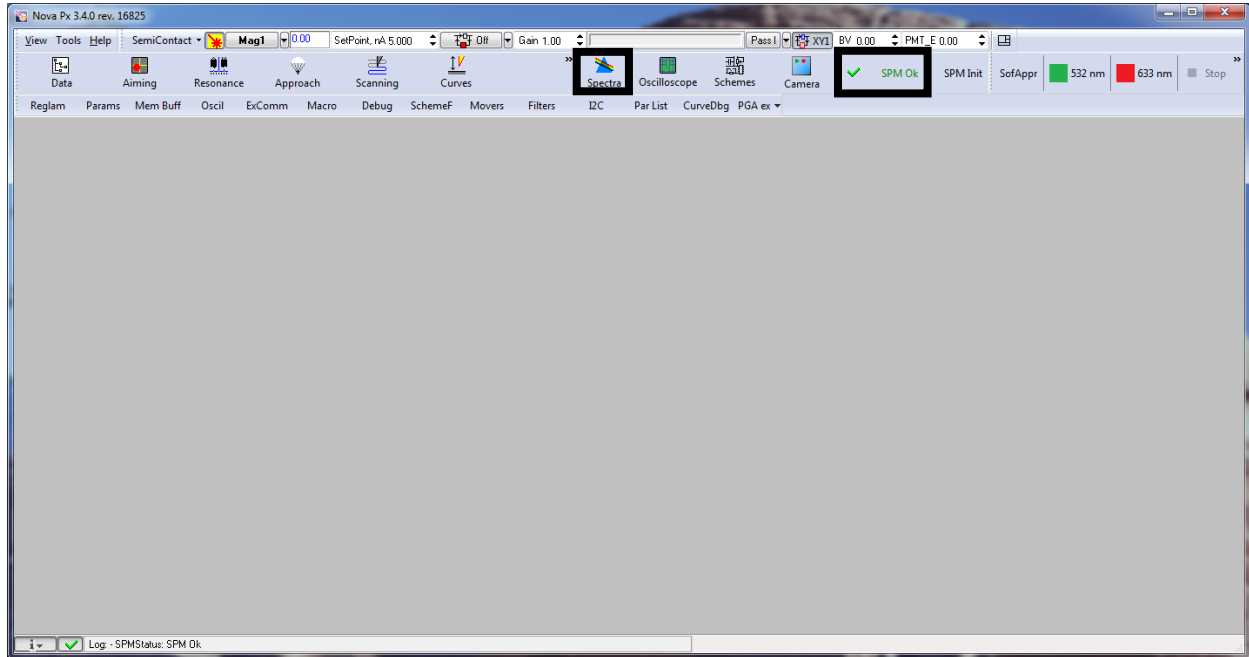 Nova Px 3.4.0 rev. 16825
View Tools Help SemiContact Mag1 0.00 SetPoint, nA 5.000 Off Gain 1.00 Pass I XY1 BV 0.00 PMT_E 0.00
Data Aiming Resonance Approach Scanning Curves » Spectra Oscilloscope Schemes Camera SPM Ok SPM Init SofAppr 532 nm 633 nm Stop »
Reglam Params Mem Buff Oscil ExComm Macro Debug SchemeF Movers Filters I2C Par List CurveDbg PGA ex
i Log: - SPMStatus: SPM Ok